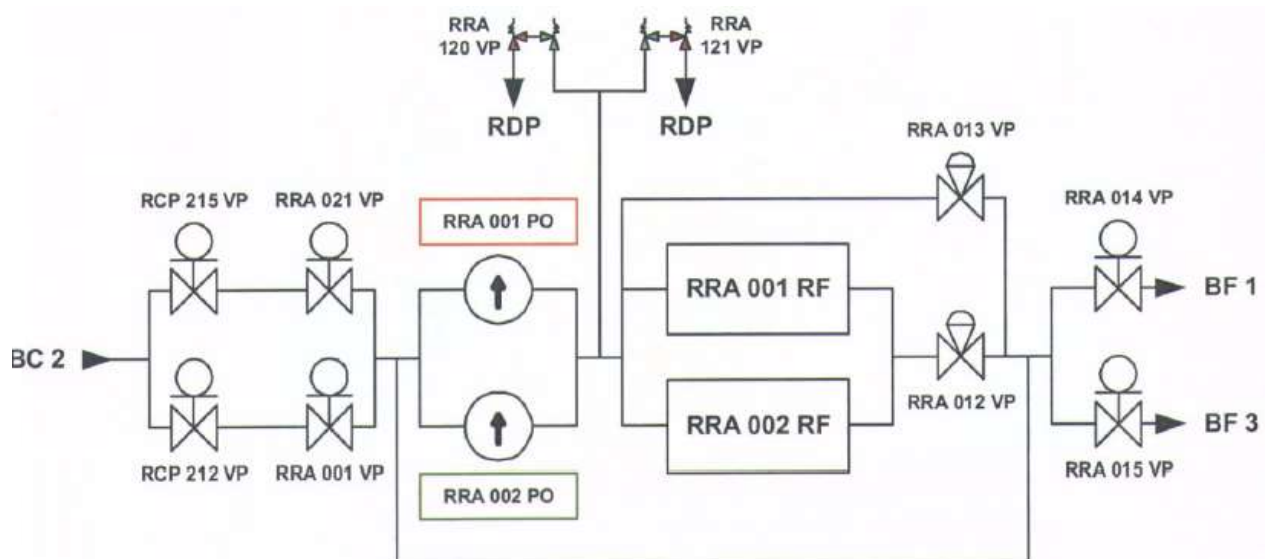 RRA
120 VP
RRA
121 VP
RDP
RDP
RRA 013 VP
RCP 215 VP
RRA 021 VP
RRA 001 PO
RRA 014 VP
RRA 001 RF
BF 1
BC 2
RRA 012 VP
RRA 002 RF
BF 3
RCP 212 VP
RRA 001 VP
RRA 002 PO
RRA 015 VP